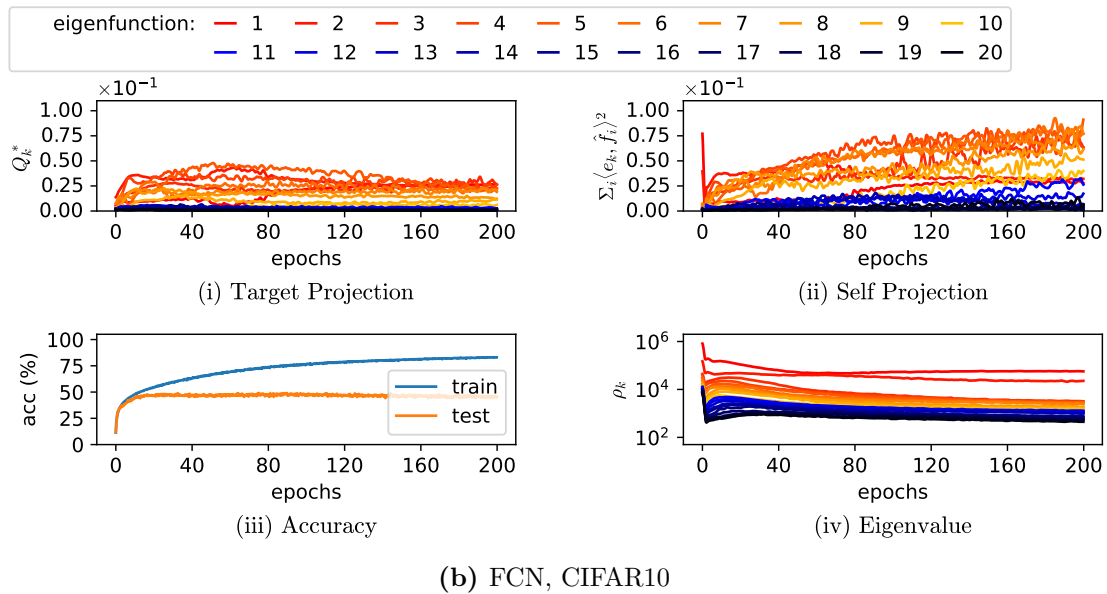 eigenfunction: 1 2 3 4 5 6 7 8 9 10
11 12 13 14 15 16 17 18 19 20
×10⁻¹
1.00
0.75
0.50
0.25
0.00
Q*ₖ
0 40 80 120 160 200
epochs
(i) Target Projection
×10⁻¹
1.00
0.75
0.50
0.25
0.00
Σᵢ⟨eₖ, f̂ᵢ⟩²
0 40 80 120 160 200
epochs
(ii) Self Projection
100
75
50
25
0
acc (%)
train
test
0 40 80 120 160 200
epochs
(iii) Accuracy
10⁶
10⁴
10²
ρₖ
0 40 80 120 160 200
epochs
(iv) Eigenvalue
(b) FCN, CIFAR10